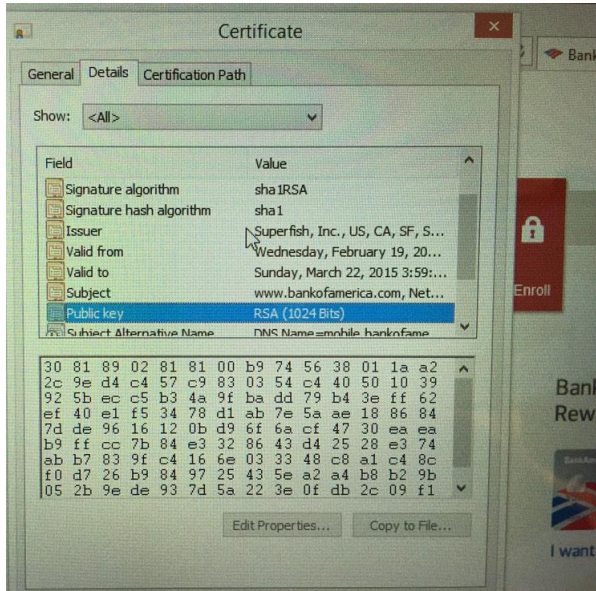 Certificate
Bank
General Details Certification Path
Show: <All>
Field Value
Signature algorithm sha1RSA
Signature hash algorithm sha1
Issuer Superfish, Inc., US, CA, SF, S...
Valid from Wednesday, February 19, 20...
Valid to Sunday, March 22, 2015 3:59:...
Subject www.bankofamerica.com, Net...
Public key RSA (1024 Bits)
Subject Alternative Name DNS Name=mobile.bankofame
Enroll
30 81 89 02 81 81 00 b9 74 56 38 01 1a a2
2c 9e d4 c4 57 c9 83 03 54 c4 40 50 10 39
92 5b ec c5 b3 4a 9f ba dd 79 b4 3e ff 62
ef 40 e1 f5 34 78 d1 ab 7e 5a ae 18 86 84
7d de 96 16 12 0b d9 6f 6a cf 47 30 ea ea
b9 ff cc 7b 84 e3 32 86 43 d4 25 28 e3 74
ab b7 83 9f c4 16 6e 03 33 48 c8 a1 c4 8c
f0 d7 26 b9 84 97 25 43 5e a2 a4 b8 b2 9b
05 2b 9e de 93 7d 5a 22 3e 0f db 2c 09 f1
Bank
Rew
Edit Properties... Copy to File...
I want